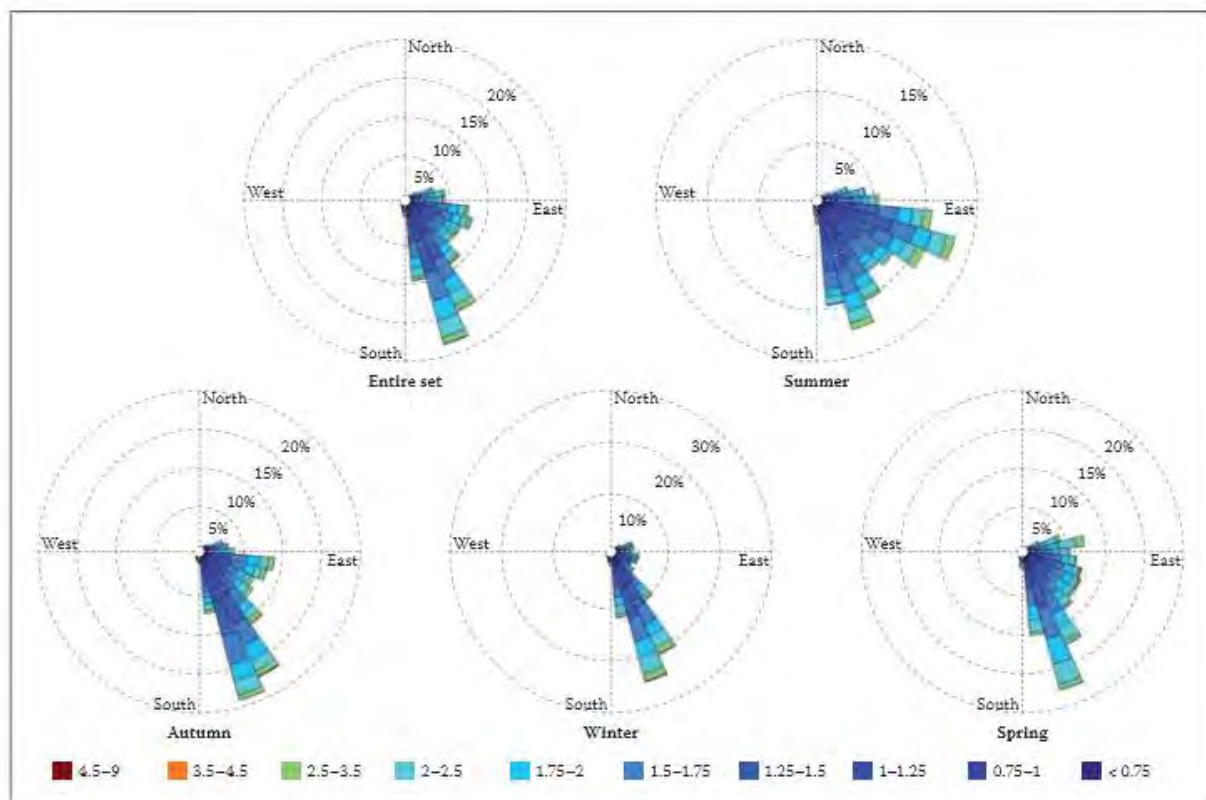 North
20%
15%
10%
5%
West
East
South
Entire set
North
15%
10%
5%
West
East
South
Summer
North
20%
15%
10%
5%
West
East
South
Autumn
North
30%
20%
10%
West
East
South
Winter
North
20%
15%
10%
5%
West
East
South
Spring
4.5–9 3.5–4.5 2.5–3.5 2–2.5 1.75–2 1.5–1.75 1.25–1.5 1–1.25 0.75–1 < 0.75